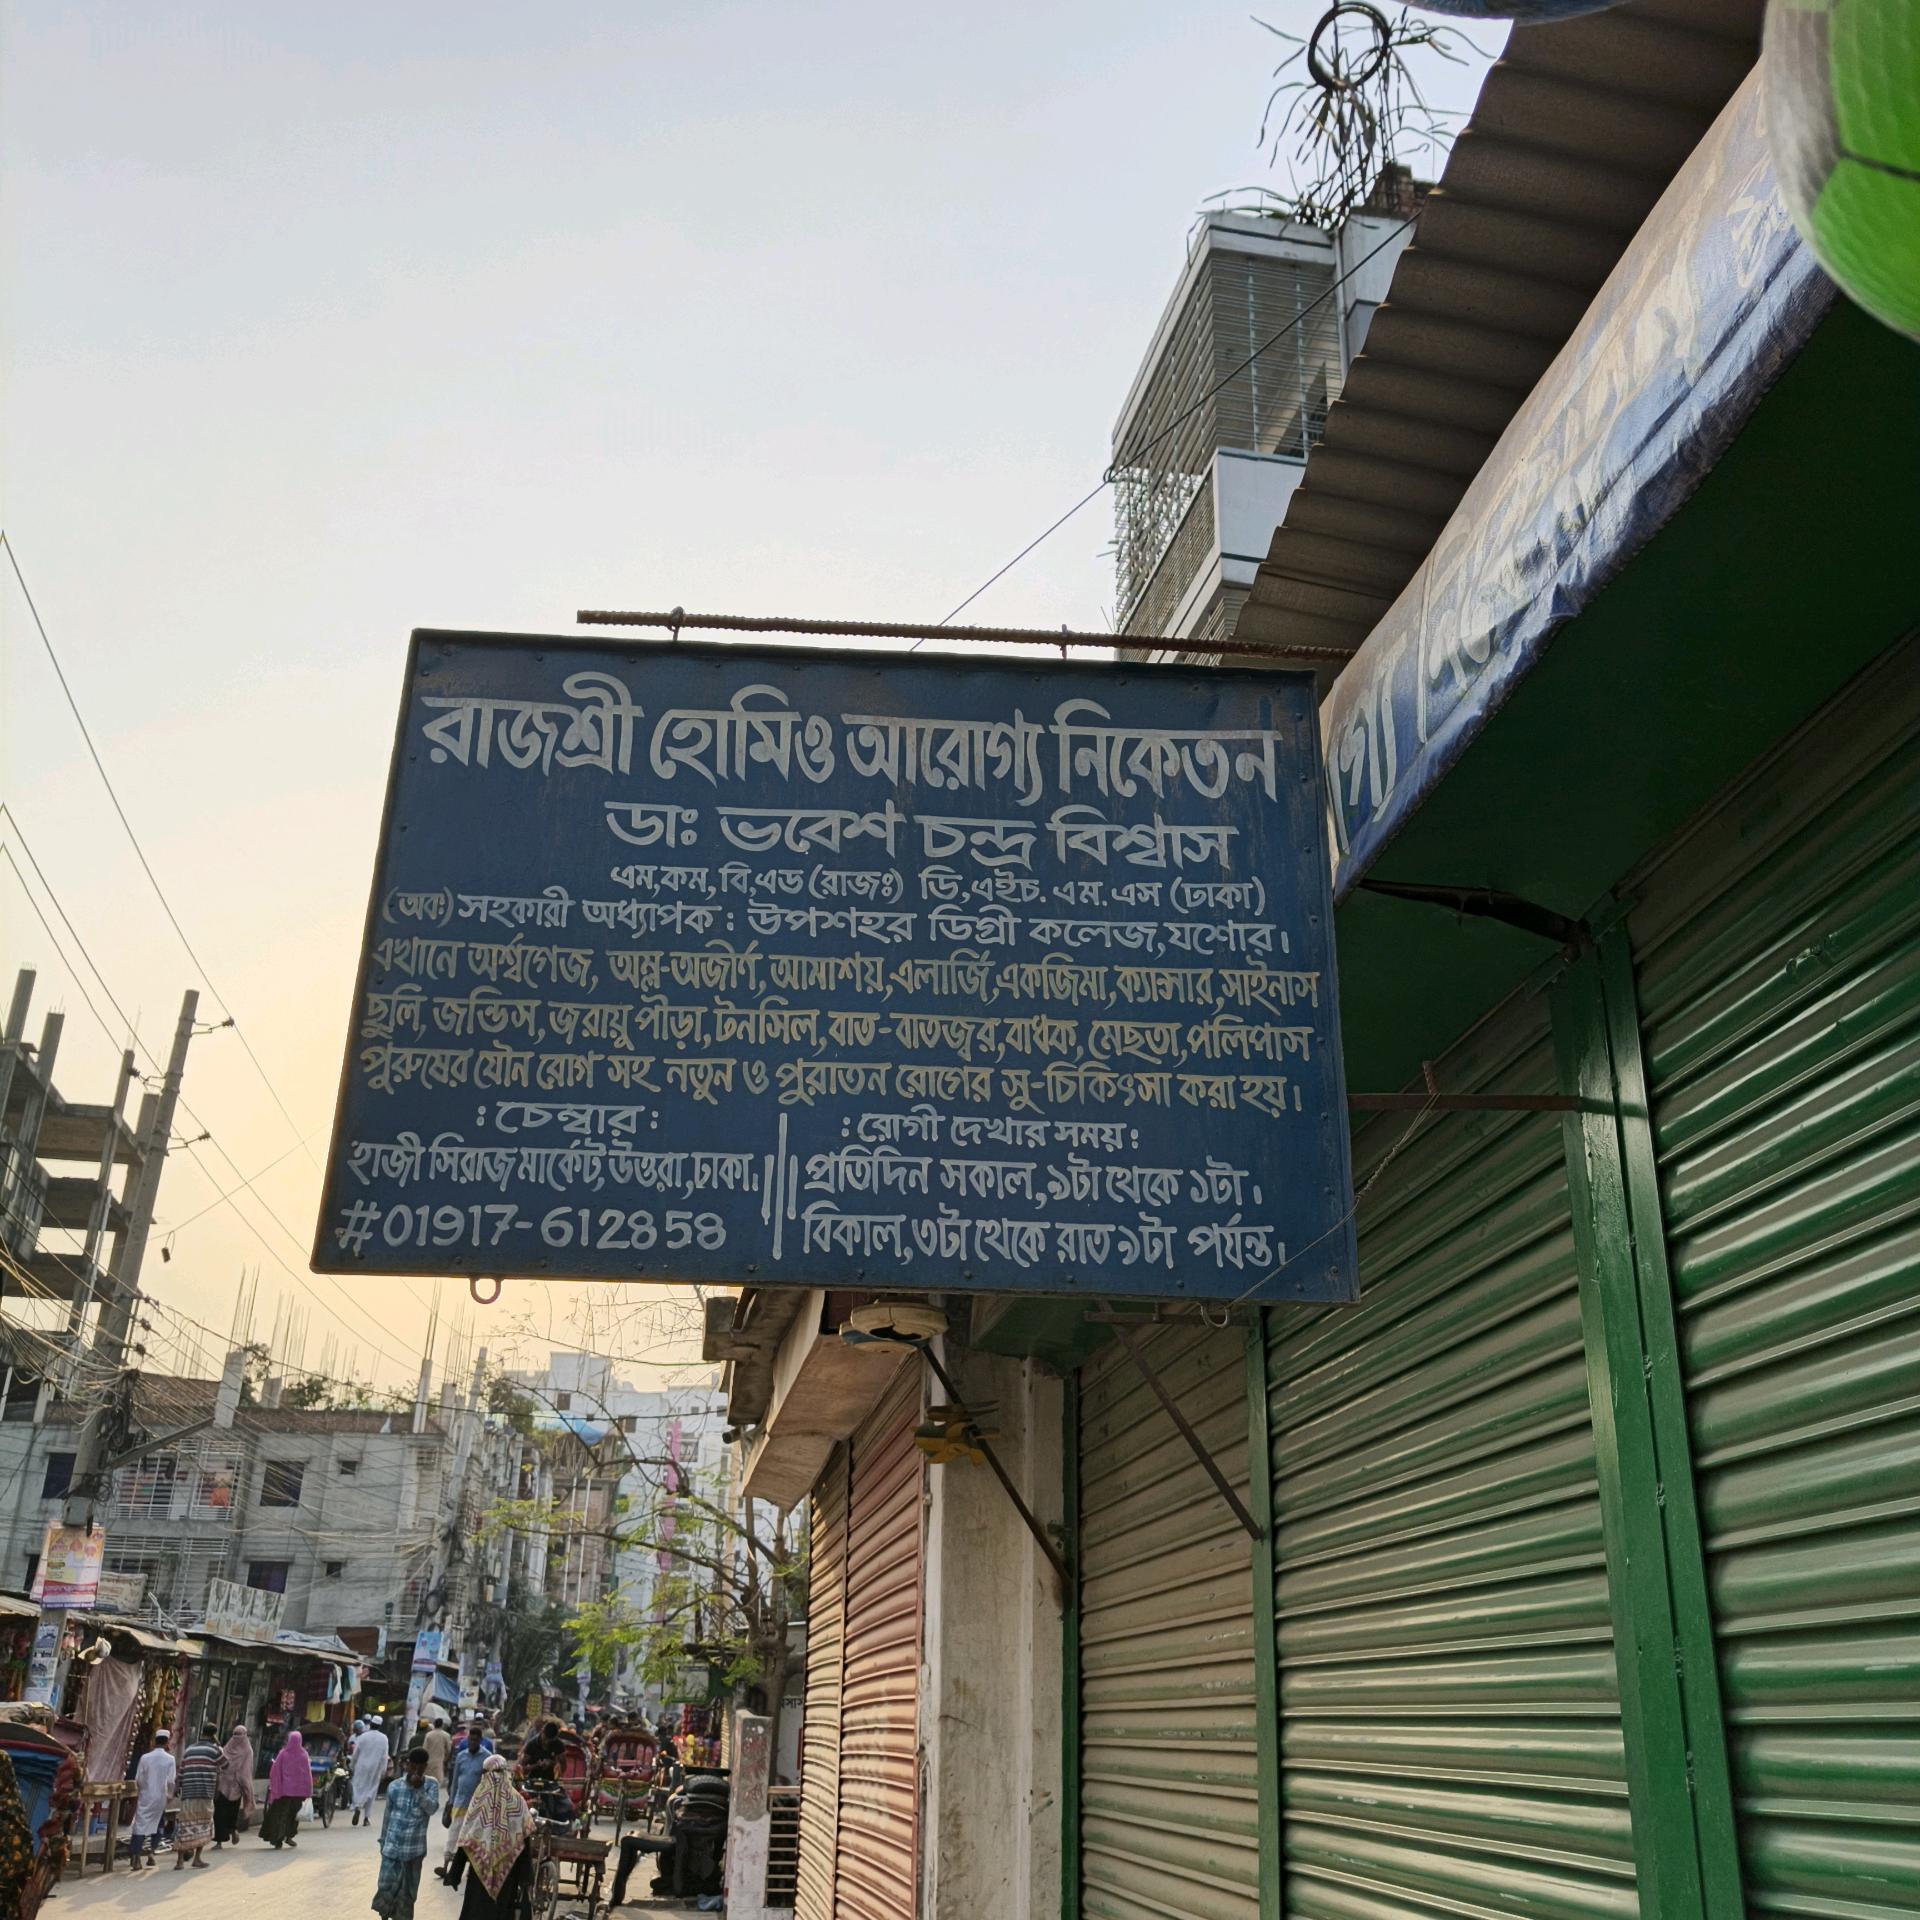 রাজশ্রী হোমিও আরোগ্য নিকেতন
ডাঃ ভবেশ চন্দ্র বিশ্বাস
এম,কম, বি,এড (রাজঃ) ডি,এইচ. এম. এস (ঢাকা)
(অবঃ) সহকারী অধ্যাপক : উপশহর ডিগ্রী কলেজ,যশোর।
এখানে অর্শ্বগেজ, অম্ল-অজীর্ণ, আমাশয়,এলার্জি,একজিমা,ক্যান্সার,সাইনাস
ছুলি, জন্ডিস, জরায়ু পীড়া, টনসিল, বাত-বাতজ্বর, বাধক, মেছতা,পলিপাস
পুরুষের যৌন রোগ সহ নতুন ও পুরাতন রোগের সু-চিকিৎসা করা হয়।
: চেম্বার :
হাজী সিরাজ মার্কেট, উত্তরা,ঢাকা.
#01917-612858
: রোগী দেখার সময় :
প্রতিদিন সকাল,৯টা থেকে ১টা।
বিকাল,৩টা থেকে রাত ৯টা পর্যন্ত।